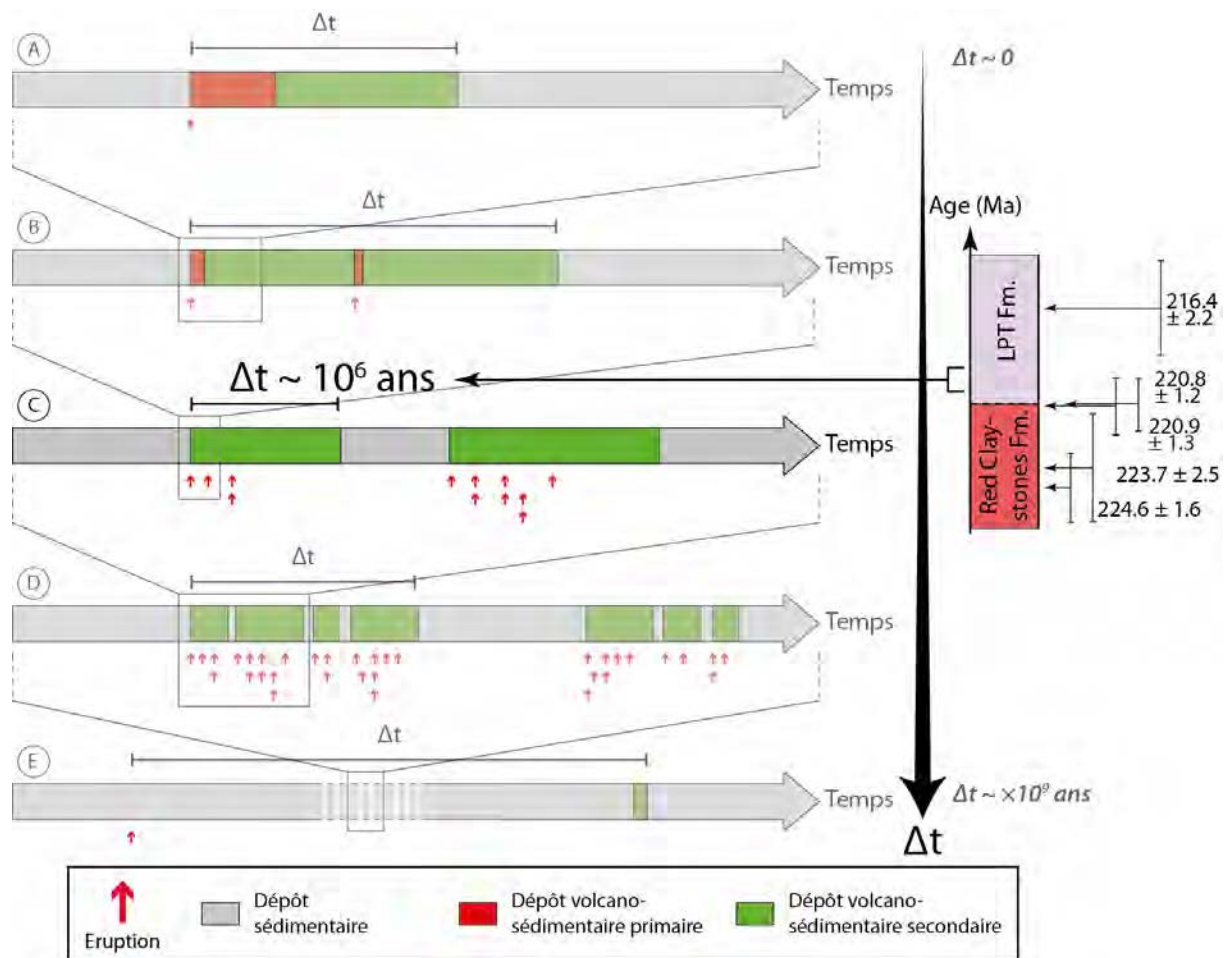 Δt
A
Δt ~ 0
Temps
Δt
Age (Ma)
B
Temps
LPT Fm.
216.4
± 2.2
Δt ~ 10⁶ ans
220.8
± 1.2
C
Temps
220.9
± 1.3
Red Clay-
stones Fm.
223.7 ± 2.5
224.6 ± 1.6
Δt
D
Temps
Δt
E
Temps
Δt ~ ×10⁹ ans
Δt
Eruption
Dépôt
sédimentaire
Dépôt volcano-
sédimentaire primaire
Dépôt volcano-
sédimentaire secondaire